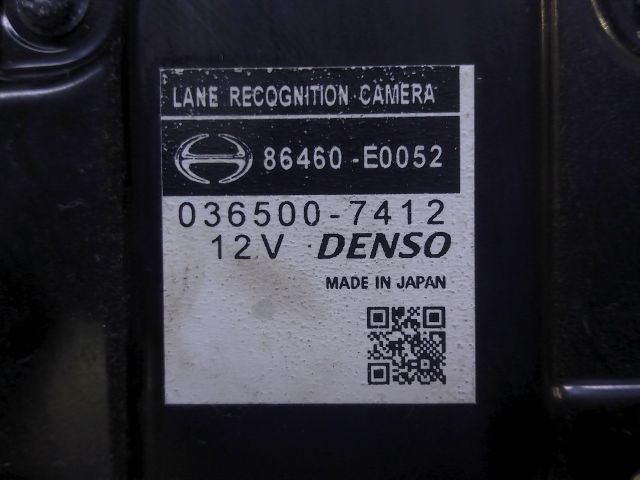 LANE RECOGNITION CAMERA
86460-E0052
036500-7412
12V DENSO
MADE IN JAPAN